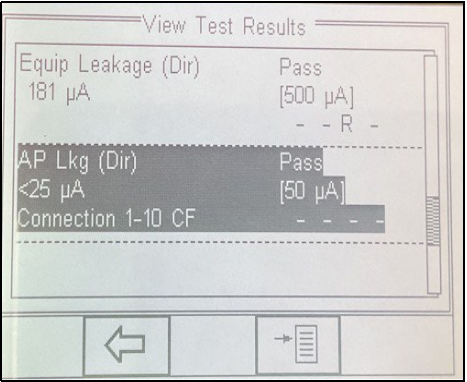 View Test Results
Equip Leakage (Dir) Pass
181 µA [500 µA]
- - R -
AP Lkg (Dir) Pass
<25 µA [50 µA]
Connection 1-10 CF - - - -